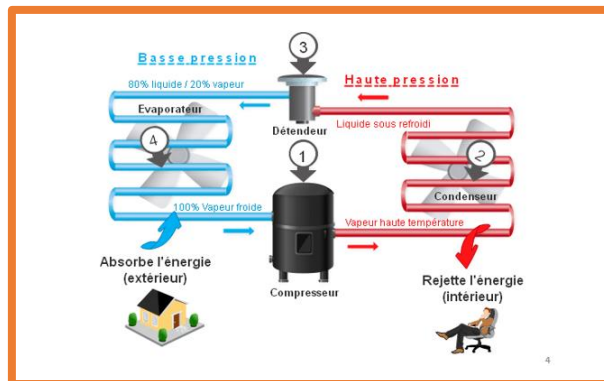 3
Basse pression
Haute pression
80% liquide / 20% vapeur
Evaporateur
Détendeur
Liquide sous refroidi
4
1
2
Condenseur
100% Vapeur froide
Vapeur haute température
Absorbe l'énergie
(extérieur)
Compresseur
Rejette l'énergie
(intérieur)
4